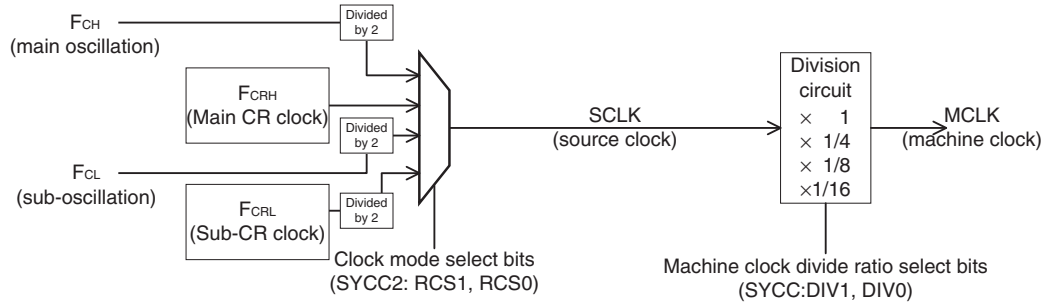 FCH
(main oscillation)
Divided
by 2
FCRH
(Main CR clock)
Divided
by 2
FCL
(sub-oscillation)
FCRL
(Sub-CR clock)
Divided
by 2
Clock mode select bits
(SYCC2: RCS1, RCS0)
SCLK
(source clock)
Division
circuit
× 1
× 1/4
× 1/8
×1/16
MCLK
(machine clock)
Machine clock divide ratio select bits
(SYCC:DIV1, DIV0)